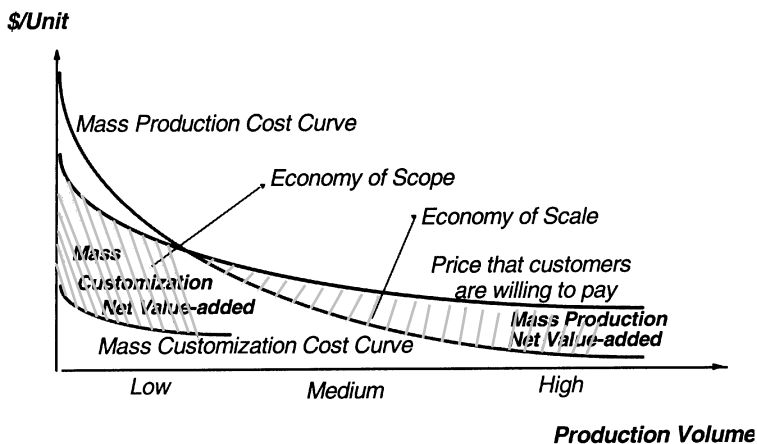 $/Unit
Mass Production Cost Curve
Economy of Scope
Economy of Scale
Mass
Customization
Net Value-added
Price that customers
are willing to pay
Mass Production
Net Value-added
Mass Customization Cost Curve
Low
Medium
High
Production Volume